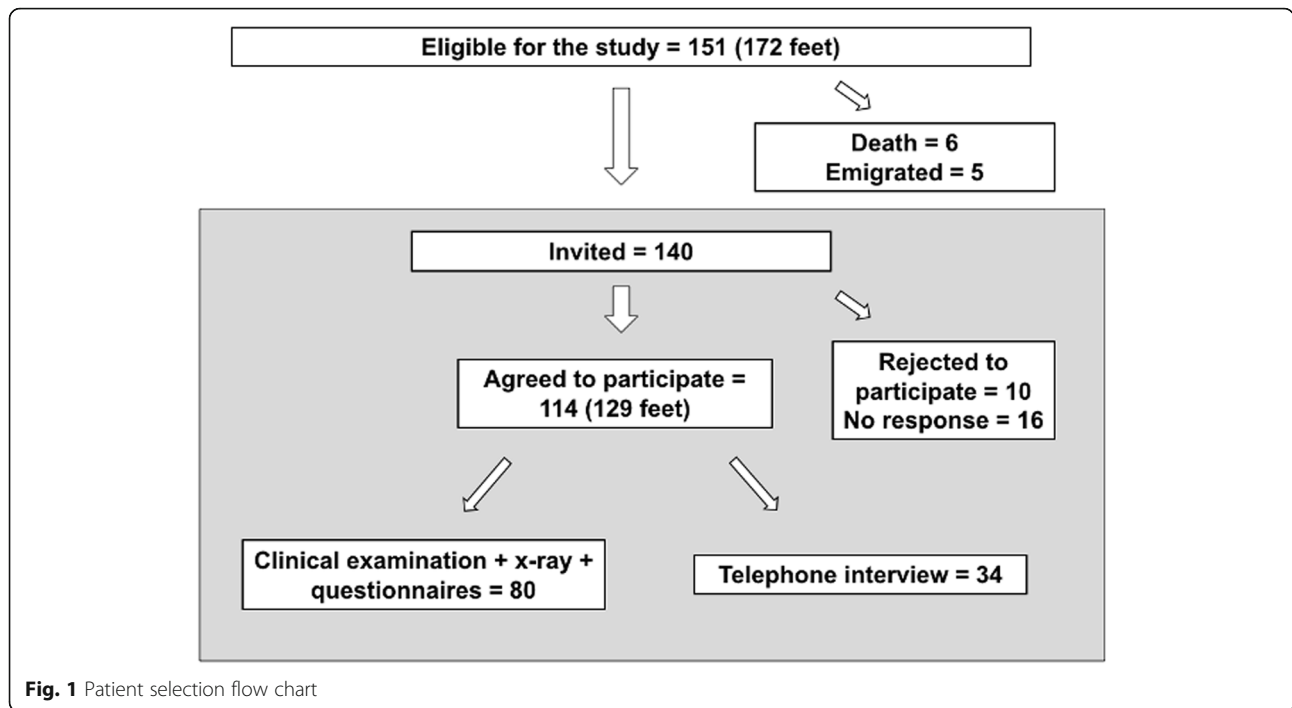 Eligible for the study = 151 (172 feet)
Death = 6
Emigrated = 5
Invited = 140
Agreed to participate =
114 (129 feet)
Rejected to
participate = 10
No response = 16
Clinical examination + x-ray +
questionnaires = 80
Telephone interview = 34
Fig. 1 Patient selection flow chart